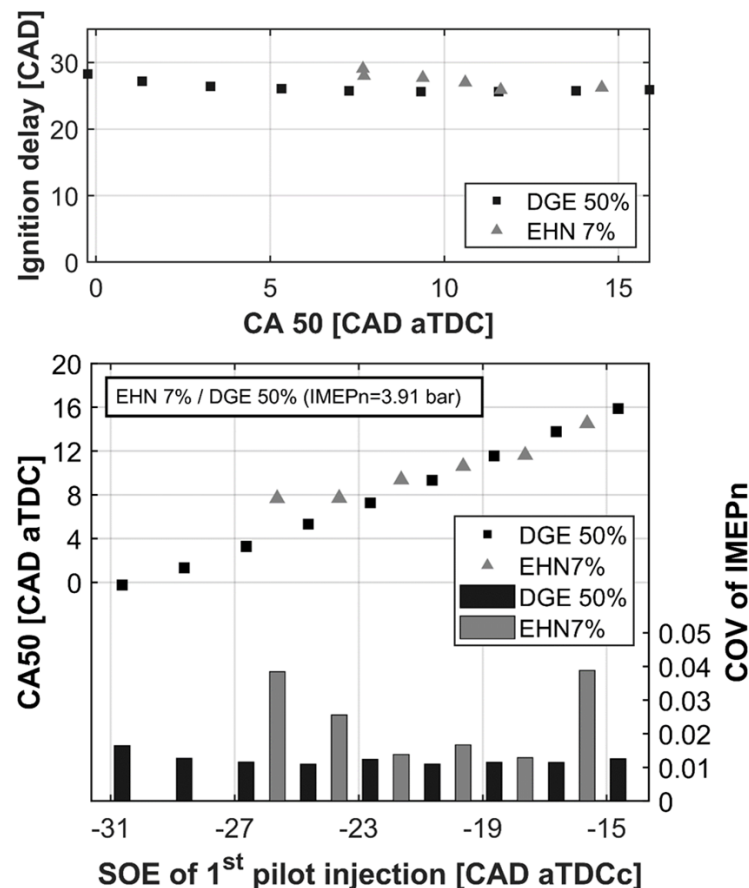 Ignition delay [CAD]
30
20
10
0
DGE 50%
EHN 7%
0 5 10 15
CA 50 [CAD aTDC]
20
16
12
8
4
0
CA50 [CAD aTDC]
EHN 7% / DGE 50% (IMEPn=3.91 bar)
DGE 50%
EHN7%
DGE 50%
EHN7%
0.05
0.04
0.03
0.02
0.01
0
COV of IMEPn
-31 -27 -23 -19 -15
SOE of 1st pilot injection [CAD aTDCc]